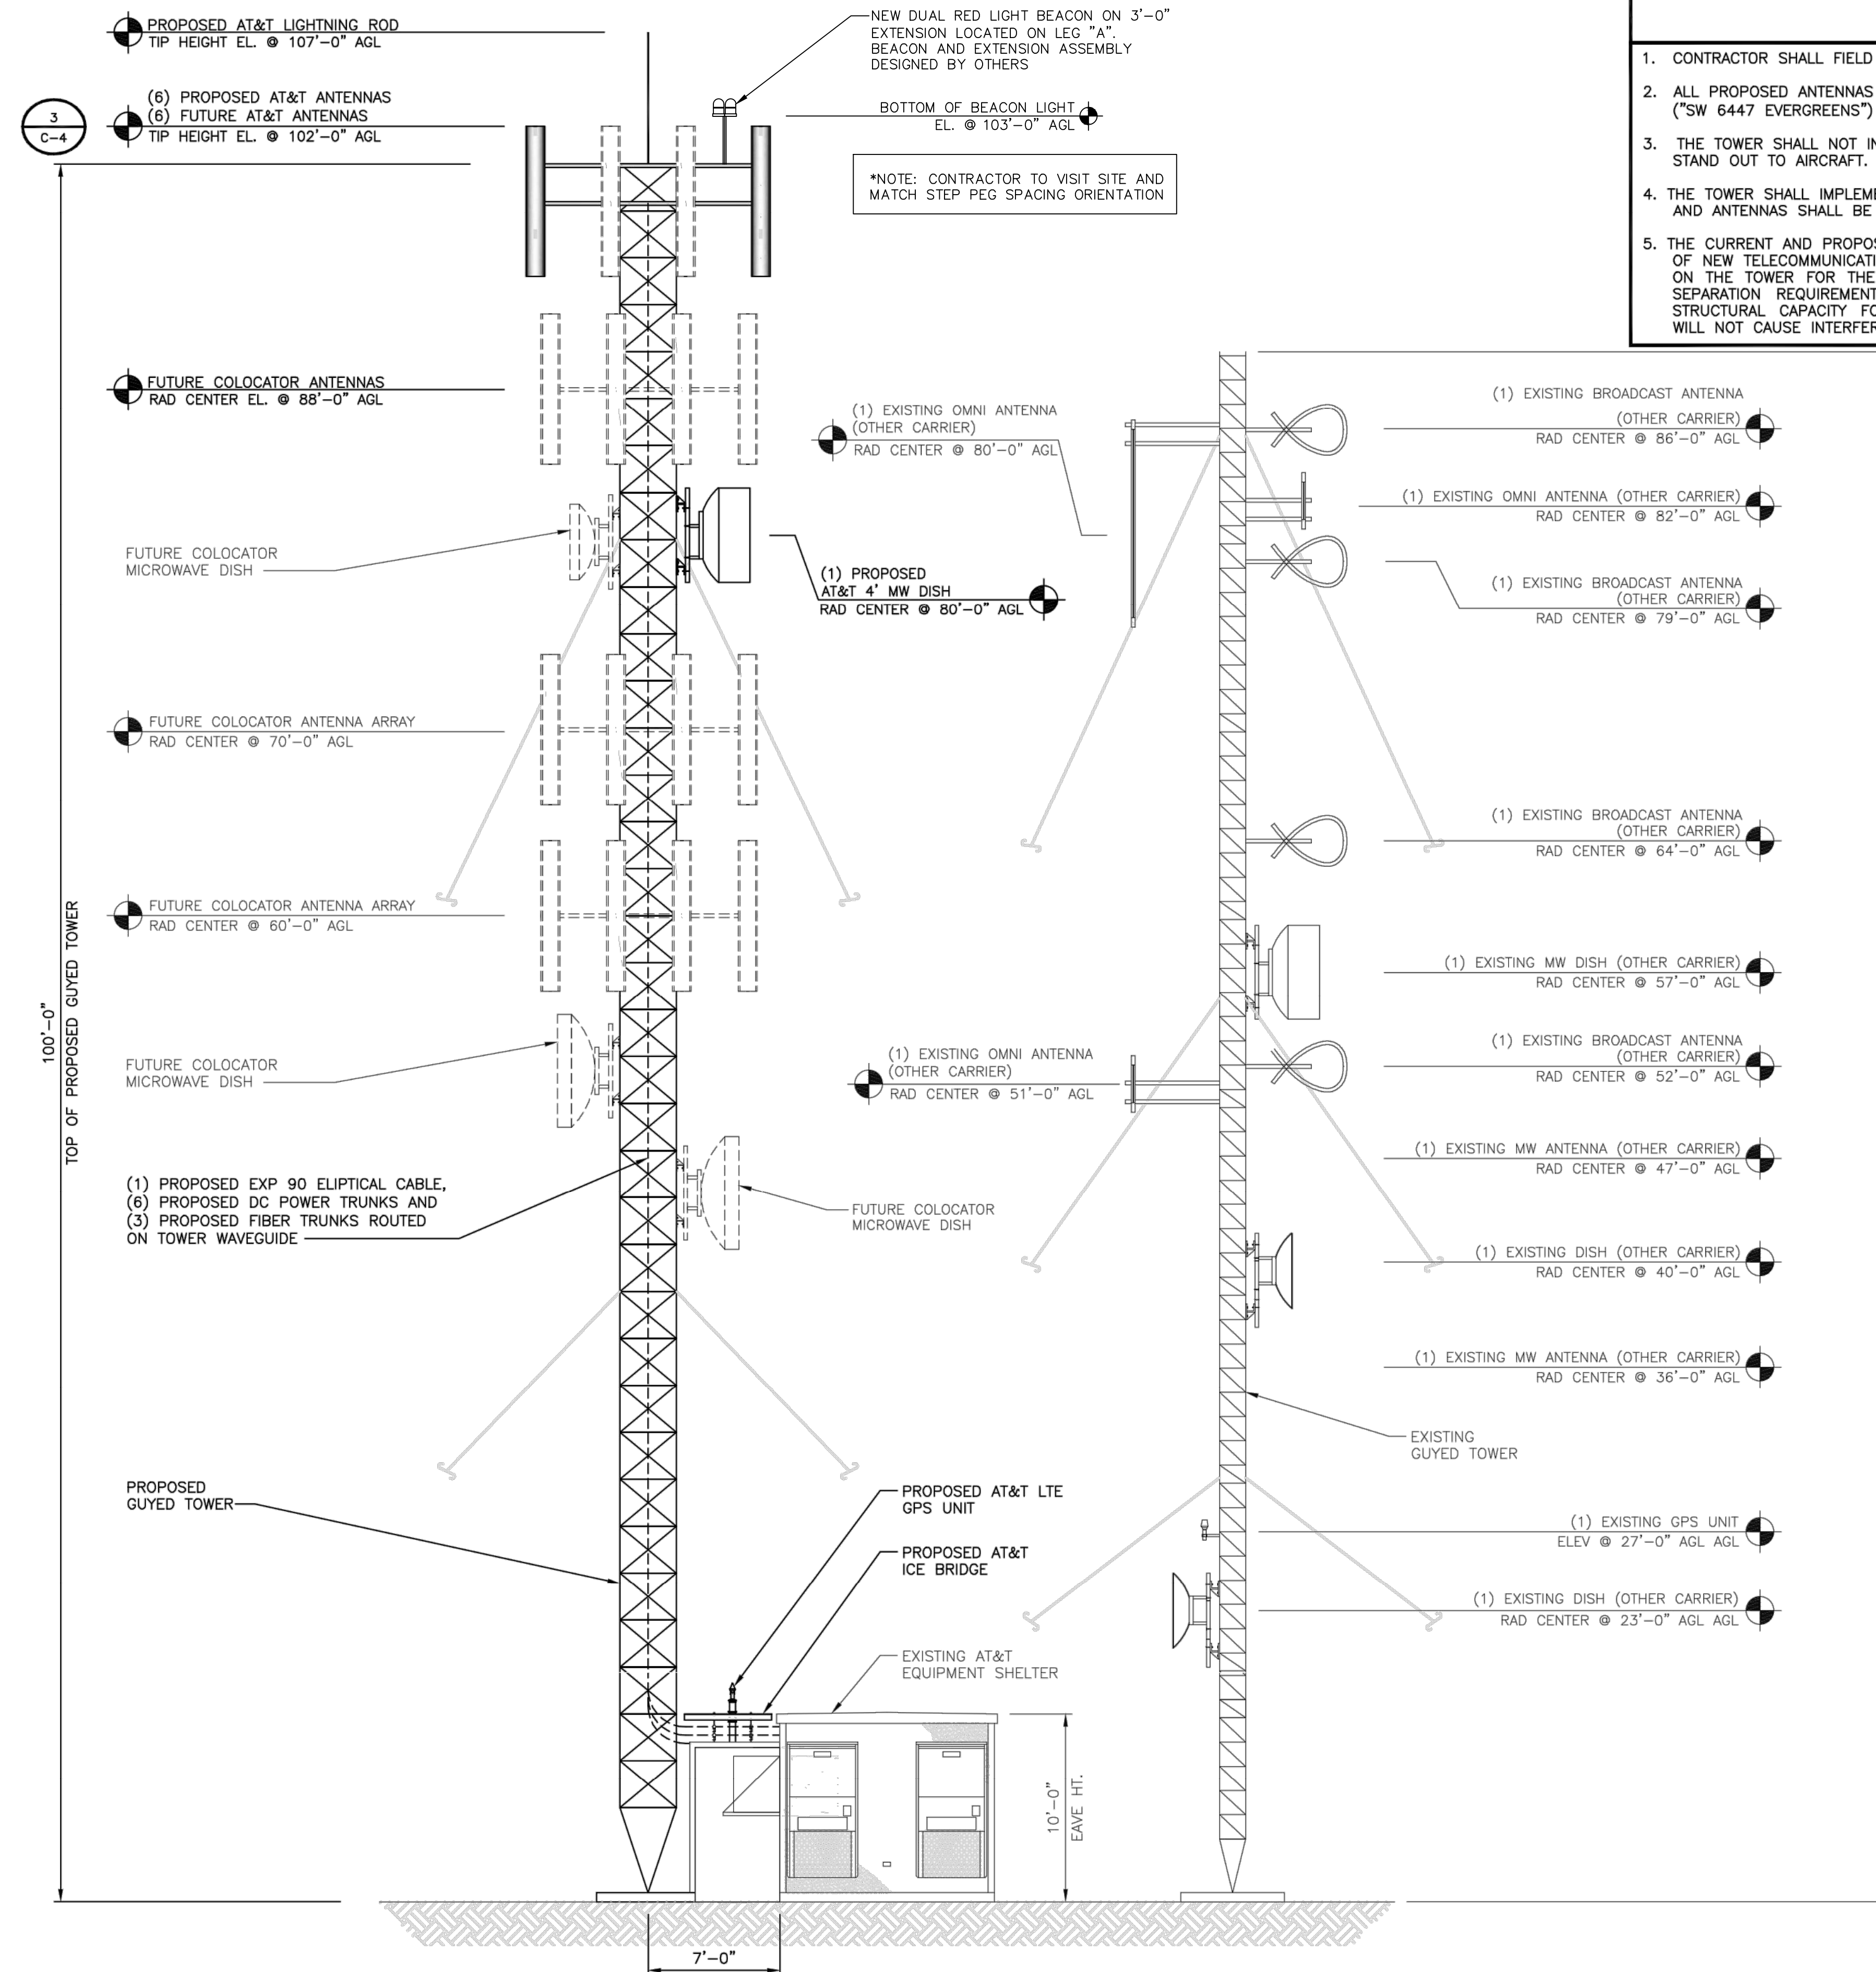 PROPOSED AT&T LIGHTNING ROD
TIP HEIGHT EL. @ 107'-0" AGL
3
C-4
(6) PROPOSED AT&T ANTENNAS
(6) FUTURE AT&T ANTENNAS
TIP HEIGHT EL. @ 102'-0" AGL
NEW DUAL RED LIGHT BEACON ON 3'-0"
EXTENSION LOCATED ON LEG "A".
BEACON AND EXTENSION ASSEMBLY
DESIGNED BY OTHERS
BOTTOM OF BEACON LIGHT
EL. @ 103'-0" AGL
*NOTE: CONTRACTOR TO VISIT SITE AND
MATCH STEP PEG SPACING ORIENTATION
1. CONTRACTOR SHALL FIELD
2. ALL PROPOSED ANTENNAS
("SW 6447 EVERGREENS")
3. THE TOWER SHALL NOT IN
STAND OUT TO AIRCRAFT.
4. THE TOWER SHALL IMPLEME
AND ANTENNAS SHALL BE
5. THE CURRENT AND PROPOS
OF NEW TELECOMMUNICATI
ON THE TOWER FOR THE
SEPARATION REQUIREMENT
STRUCTURAL CAPACITY FO
WILL NOT CAUSE INTERFER
FUTURE COLOCATOR ANTENNAS
RAD CENTER EL. @ 88'-0" AGL
FUTURE COLOCATOR
MICROWAVE DISH
FUTURE COLOCATOR ANTENNA ARRAY
RAD CENTER @ 70'-0" AGL
FUTURE COLOCATOR ANTENNA ARRAY
RAD CENTER @ 60'-0" AGL
100'-0"
TOP OF PROPOSED GUYED TOWER
FUTURE COLOCATOR
MICROWAVE DISH
(1) PROPOSED EXP 90 ELIPTICAL CABLE,
(6) PROPOSED DC POWER TRUNKS AND
(3) PROPOSED FIBER TRUNKS ROUTED
ON TOWER WAVEGUIDE
PROPOSED
GUYED TOWER
(1) EXISTING OMNI ANTENNA
(OTHER CARRIER)
RAD CENTER @ 80'-0" AGL
(1) PROPOSED
AT&T 4' MW DISH
RAD CENTER @ 80'-0" AGL
(1) EXISTING OMNI ANTENNA
(OTHER CARRIER)
RAD CENTER @ 51'-0" AGL
FUTURE COLOCATOR
MICROWAVE DISH
PROPOSED AT&T LTE
GPS UNIT
PROPOSED AT&T
ICE BRIDGE
EXISTING AT&T
EQUIPMENT SHELTER
10'-0"
EAVE HT.
7'-0"
(1) EXISTING BROADCAST ANTENNA
(OTHER CARRIER)
RAD CENTER @ 86'-0" AGL
(1) EXISTING OMNI ANTENNA (OTHER CARRIER)
RAD CENTER @ 82'-0" AGL
(1) EXISTING BROADCAST ANTENNA
(OTHER CARRIER)
RAD CENTER @ 79'-0" AGL
(1) EXISTING BROADCAST ANTENNA
(OTHER CARRIER)
RAD CENTER @ 64'-0" AGL
(1) EXISTING MW DISH (OTHER CARRIER)
RAD CENTER @ 57'-0" AGL
(1) EXISTING BROADCAST ANTENNA
(OTHER CARRIER)
RAD CENTER @ 52'-0" AGL
(1) EXISTING MW ANTENNA (OTHER CARRIER)
RAD CENTER @ 47'-0" AGL
(1) EXISTING DISH (OTHER CARRIER)
RAD CENTER @ 40'-0" AGL
(1) EXISTING MW ANTENNA (OTHER CARRIER)
RAD CENTER @ 36'-0" AGL
EXISTING
GUYED TOWER
(1) EXISTING GPS UNIT
ELEV @ 27'-0" AGL AGL
(1) EXISTING DISH (OTHER CARRIER)
RAD CENTER @ 23'-0" AGL AGL